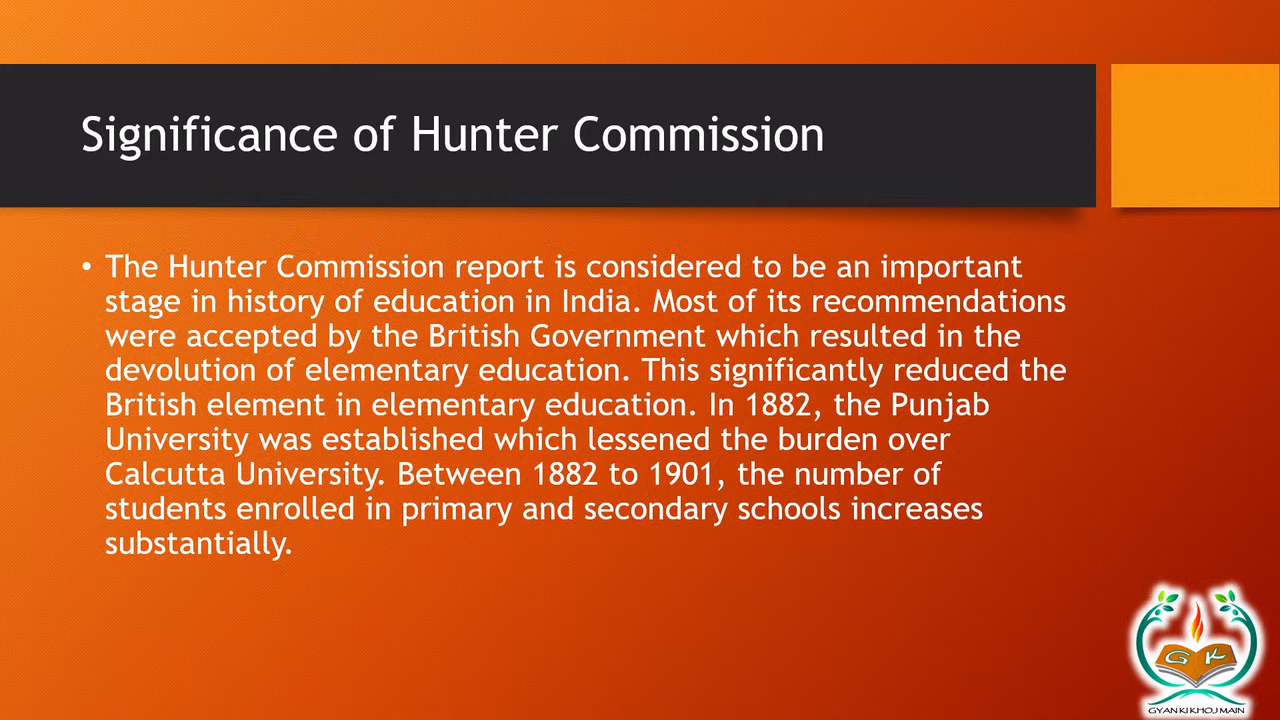 Significance of Hunter Commission
• The Hunter Commission report is considered to be an important
stage in history of education in India. Most of its recommendations
were accepted by the British Government which resulted in the
devolution of elementary education. This significantly reduced the
British element in elementary education. In 1882, the Punjab
University was established which lessened the burden over
Calcutta University. Between 1882 to 1901, the number of
students enrolled in primary and secondary schools increases
substantially.
G K
GYAN KI KHOJ MAIN